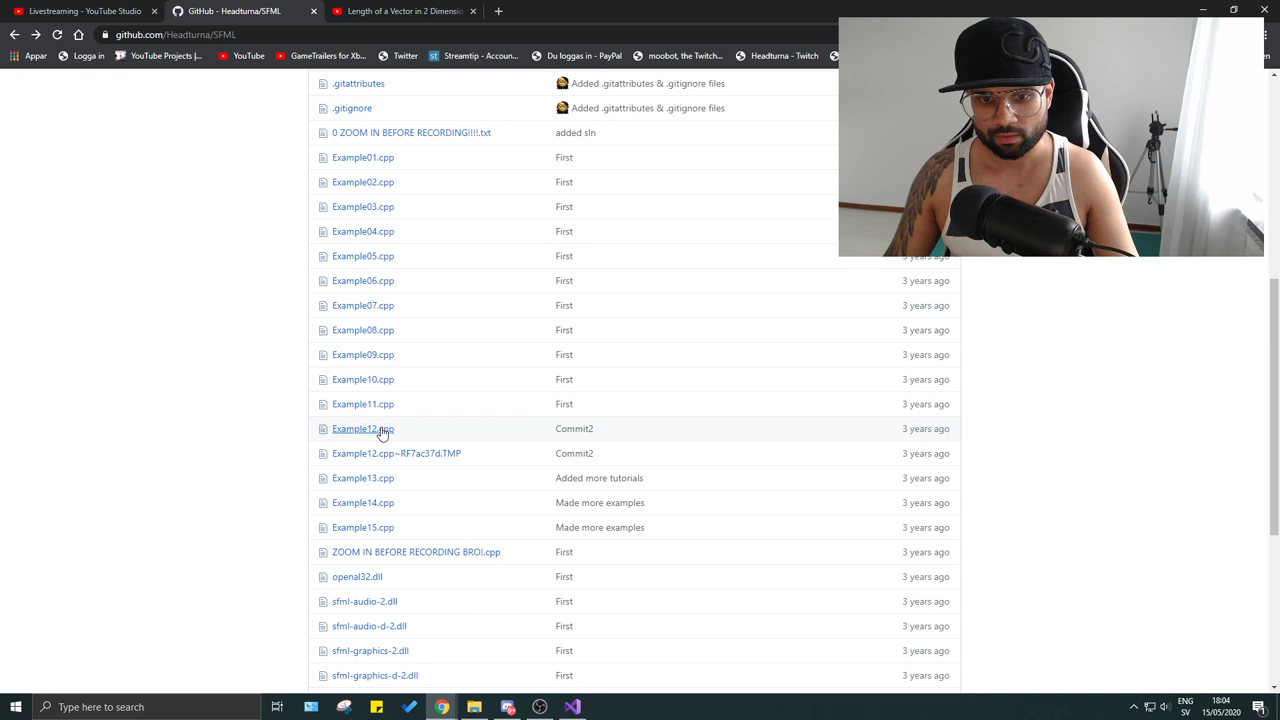 Livestreaming - YouTube Studio
GitHub - Headturna/SFML
Length of a Vector in 2 Dimensio
github.com/Headturna/SFML
Appar
Logga in
YouTube Projects |...
YouTube
GameTrailers for Xb...
Twitter
Streamtip - Accou...
Du loggas in - PayPal
moobot, the Twitch...
Headturna - Twitch
.gitattributes Added .gitattributes & .gitignore files
.gitignore Added .gitattributes & .gitignore files
0 ZOOM IN BEFORE RECORDING!!!!.txt added sln
Example01.cpp First
Example02.cpp First
Example03.cpp First
Example04.cpp First
Example05.cpp First 3 years ago
Example06.cpp First 3 years ago
Example07.cpp First 3 years ago
Example08.cpp First 3 years ago
Example09.cpp First 3 years ago
Example10.cpp First 3 years ago
Example11.cpp First 3 years ago
Example12.cpp Commit2 3 years ago
Example12.cpp~RF7ac37d.TMP Commit2 3 years ago
Example13.cpp Added more tutorials 3 years ago
Example14.cpp Made more examples 3 years ago
Example15.cpp Made more examples 3 years ago
ZOOM IN BEFORE RECORDING BRO!.cpp First 3 years ago
openal32.dll First 3 years ago
sfml-audio-2.dll First 3 years ago
sfml-audio-d-2.dll First 3 years ago
sfml-graphics-2.dll First 3 years ago
sfml-graphics-d-2.dll First 3 years ago
Type here to search
ENG
SV
18:04
15/05/2020